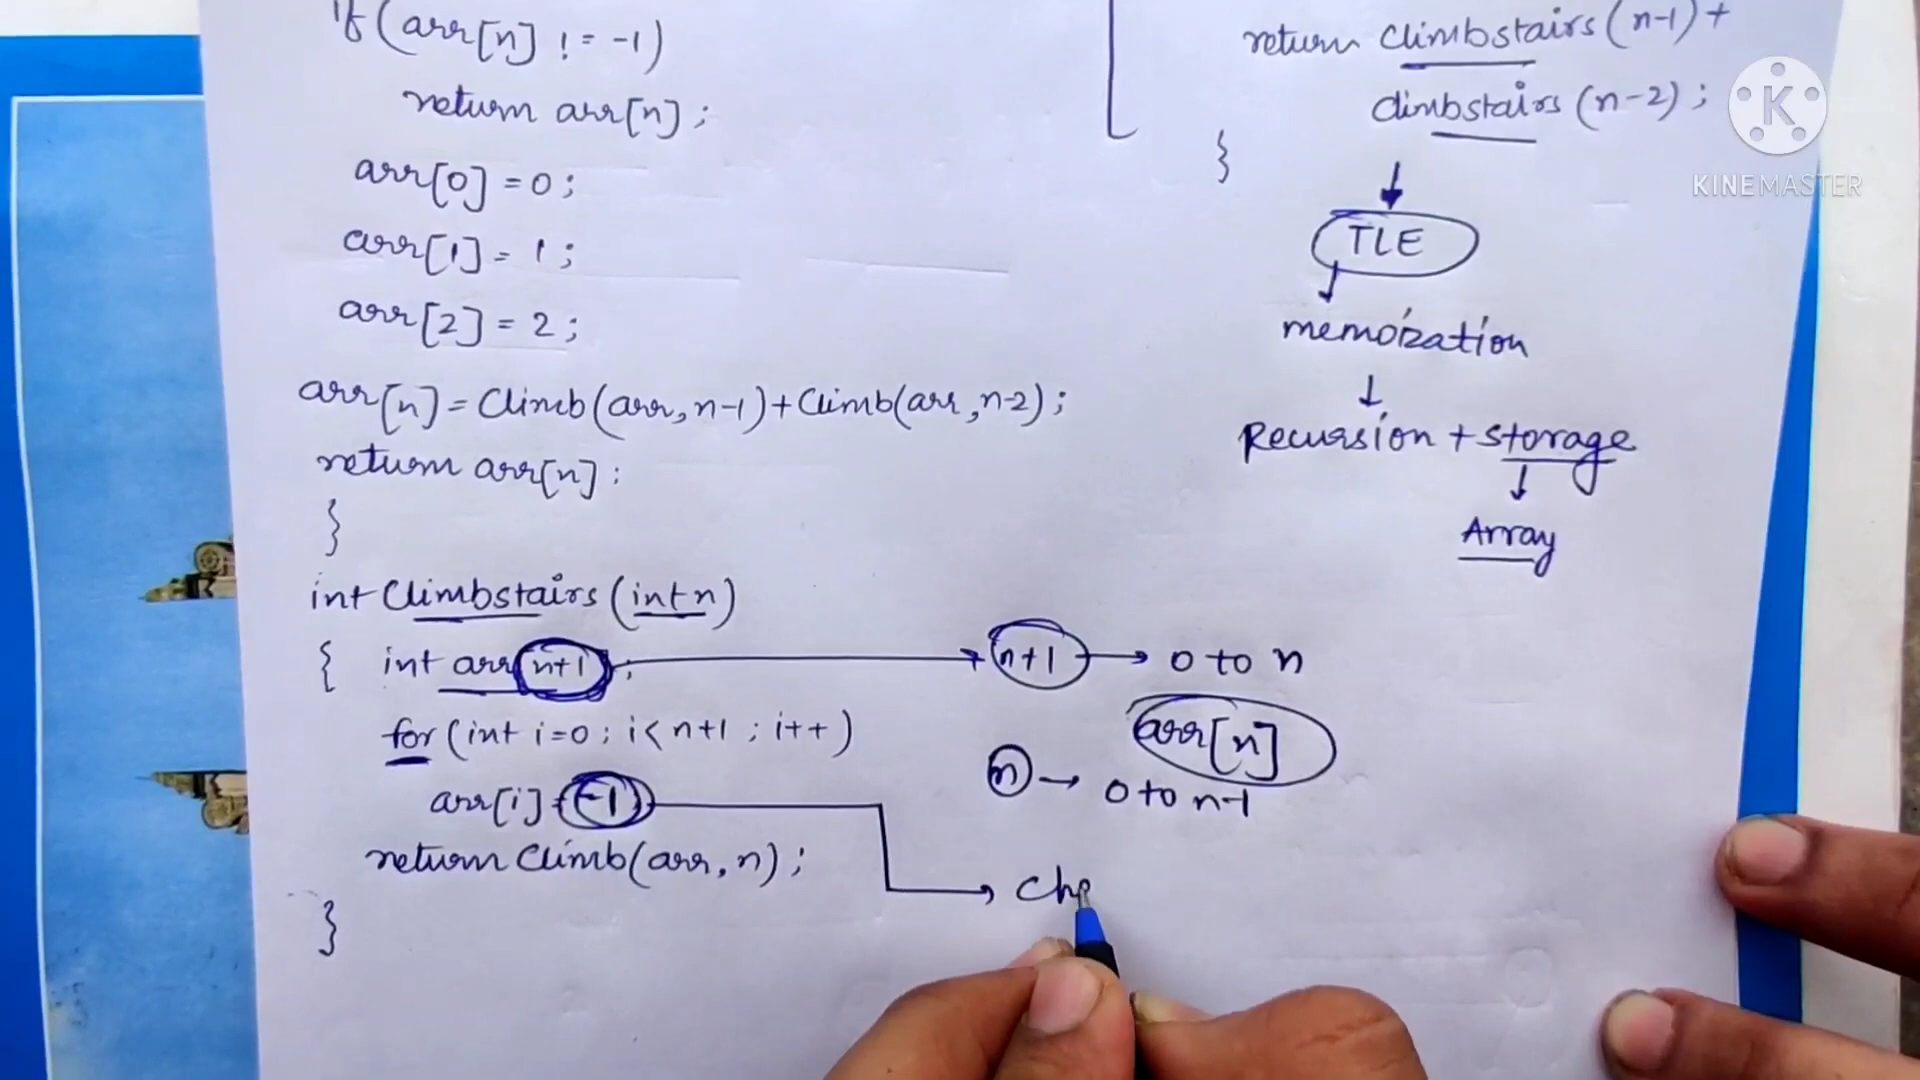 if (arr[n] != -1)
return arr[n];
arr[0] = 0;
arr[1] = 1;
arr[2] = 2;
arr[n] = Climb(arr, n-1) + Climb(arr, n-2);
return arr[n];
}
int Climbstairs (int n)
{ int arr[n+1];
for (int i=0; i<n+1; i++)
arr[i] = -1
return Climb(arr, n);
}
return Climbstairs (n-1) +
climbstairs (n-2);
}
TLE
memoization
Recursion + storage
Array
n+1 → 0 to n
arr[n]
n → 0 to n-1
Che
K
KINEMASTER